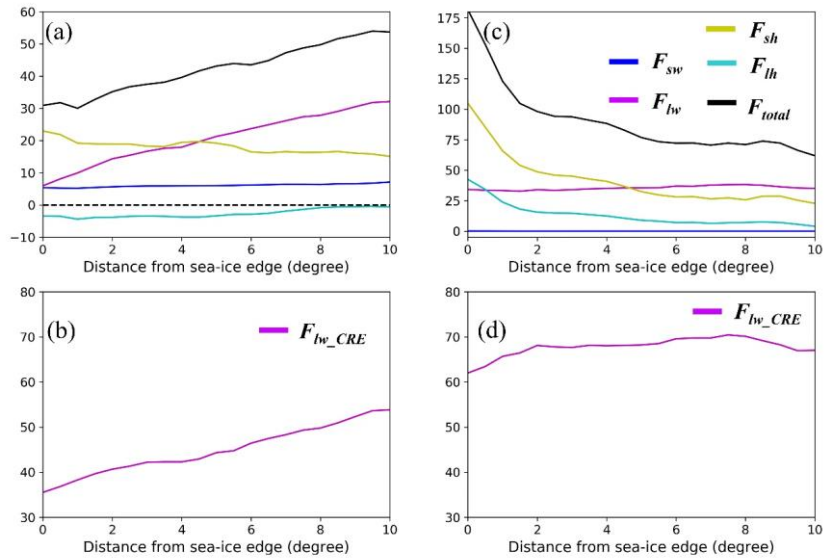 (a)
60
50
40
30
20
10
0
−10
0 2 4 6 8 10
Distance from sea-ice edge (degree)
(c)
175
150
125
100
75
50
25
0
F_sw
F_lw
F_sh
F_lh
F_total
0 2 4 6 8 10
Distance from sea-ice edge (degree)
(b)
80
70
60
50
40
30
F_lw_CRE
0 2 4 6 8 10
Distance from sea-ice edge (degree)
(d)
80
70
60
50
40
30
F_lw_CRE
0 2 4 6 8 10
Distance from sea-ice edge (degree)